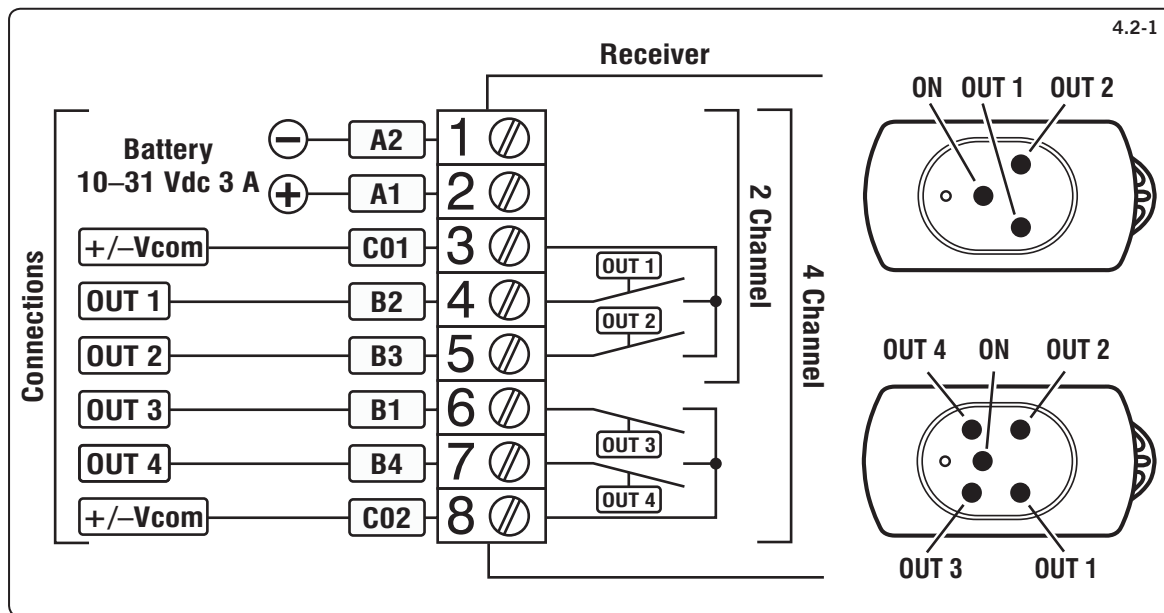 4.2-1
Receiver
Connections
Battery
10–31 Vdc 3 A
− A2 1
+ A1 2
+/–Vcom C01 3
OUT 1 B2 4
OUT 2 B3 5
OUT 3 B1 6
OUT 4 B4 7
+/–Vcom C02 8
OUT 1
OUT 2
OUT 3
OUT 4
2 Channel
4 Channel
ON OUT 1 OUT 2
OUT 4 ON OUT 2
OUT 3 OUT 1